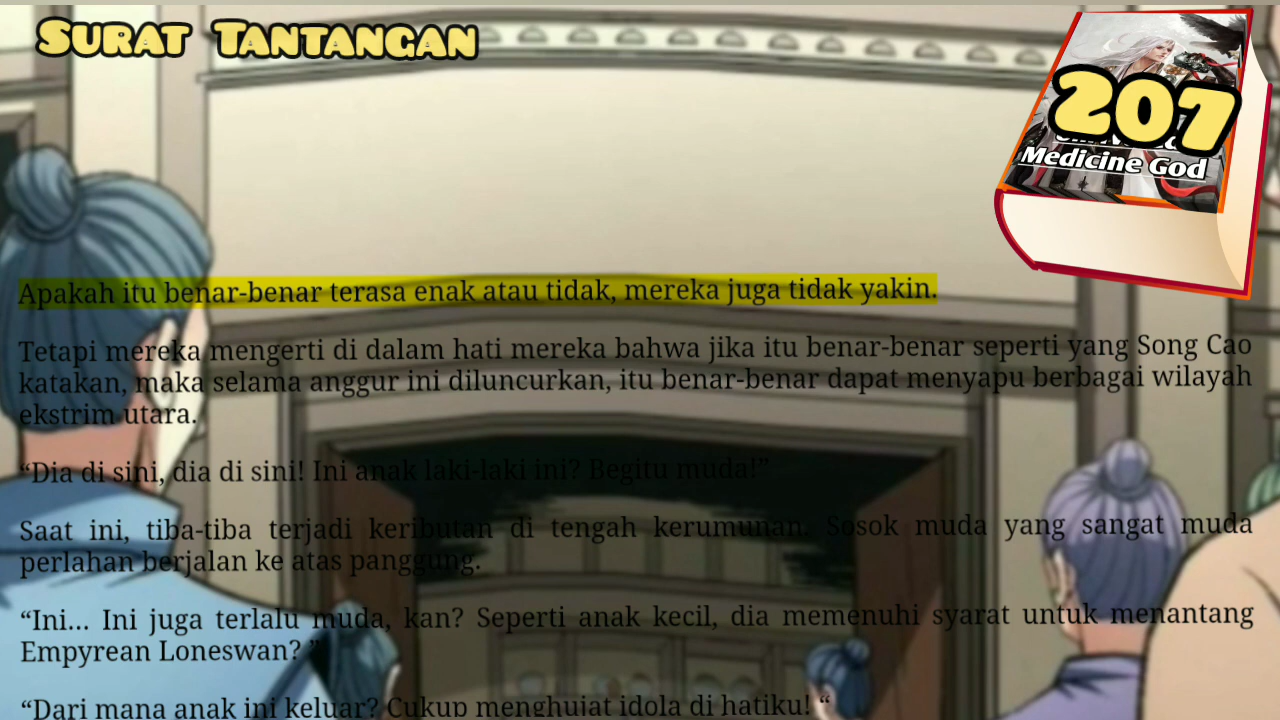 Surat Tantangan
207
Medicine God
Apakah itu benar-benar terasa enak atau tidak, mereka juga tidak yakin.
Tetapi mereka mengerti di dalam hati mereka bahwa jika itu benar-benar seperti yang Song Cao
katakan, maka selama anggur ini diluncurkan, itu benar-benar dapat menyapu berbagai wilayah
ekstrim utara.
“Dia di sini, dia di sini! Ini anak laki-laki ini? Begitu muda!”
Saat ini, tiba-tiba terjadi keributan di tengah kerumunan. Sosok muda yang sangat muda
perlahan berjalan ke atas panggung.
“Ini… Ini juga terlalu muda, kan? Seperti anak kecil, dia memenuhi syarat untuk menantang
Empyrean Loneswan? ”
“Dari mana anak ini keluar? Cukup menghujat idola di hatiku! “